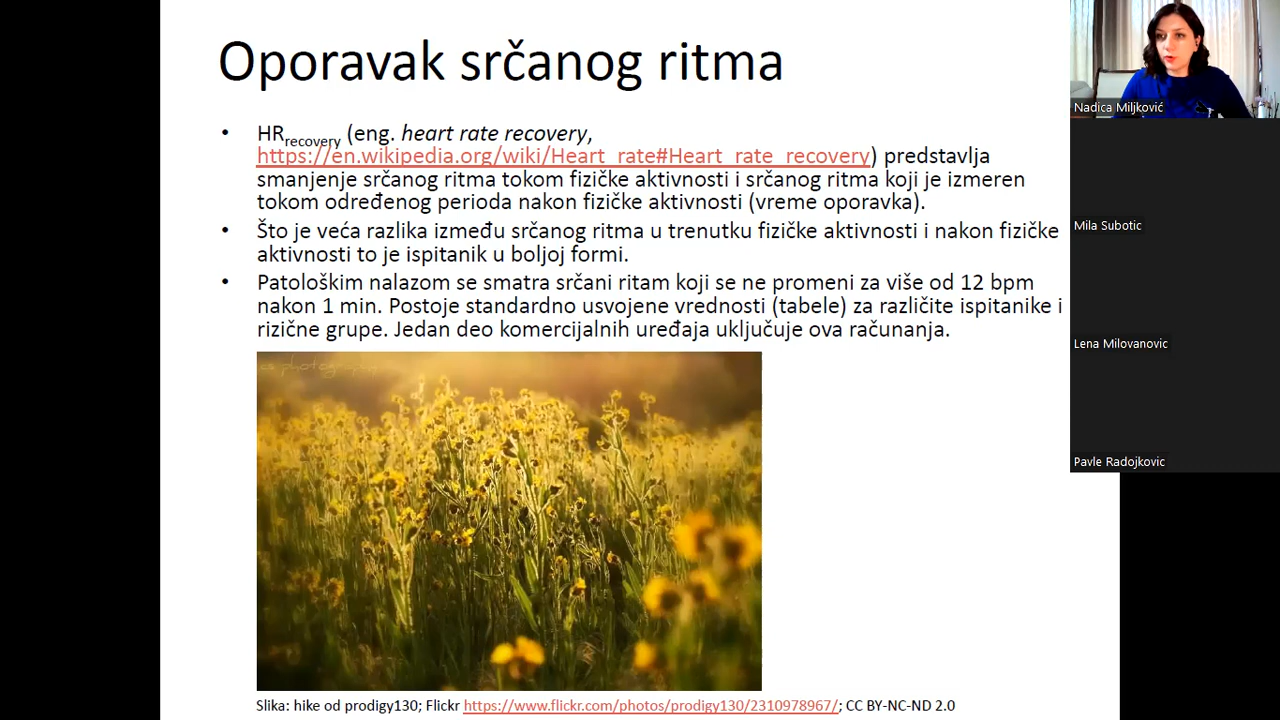 Oporavak srčanog ritma
• HRrecovery (eng. heart rate recovery,
https://en.wikipedia.org/wiki/Heart_rate#Heart_rate_recovery) predstavlja
smanjenje srčanog ritma tokom fizičke aktivnosti i srčanog ritma koji je izmeren
tokom određenog perioda nakon fizičke aktivnosti (vreme oporavka).
• Što je veća razlika između srčanog ritma u trenutku fizičke aktivnosti i nakon fizičke
aktivnosti to je ispitanik u boljoj formi.
• Patološkim nalazom se smatra srčani ritam koji se ne promeni za više od 12 bpm
nakon 1 min. Postoje standardno usvojene vrednosti (tabele) za različite ispitanike i
rizične grupe. Jedan deo komercijalnih uređaja uključuje ova računanja.
photography
Slika: hike od prodigy130; Flickr https://www.flickr.com/photos/prodigy130/2310978967/; CC BY-NC-ND 2.0
Nadica Miljković
Mila Subotic
Lena Milovanovic
Pavle Radojkovic